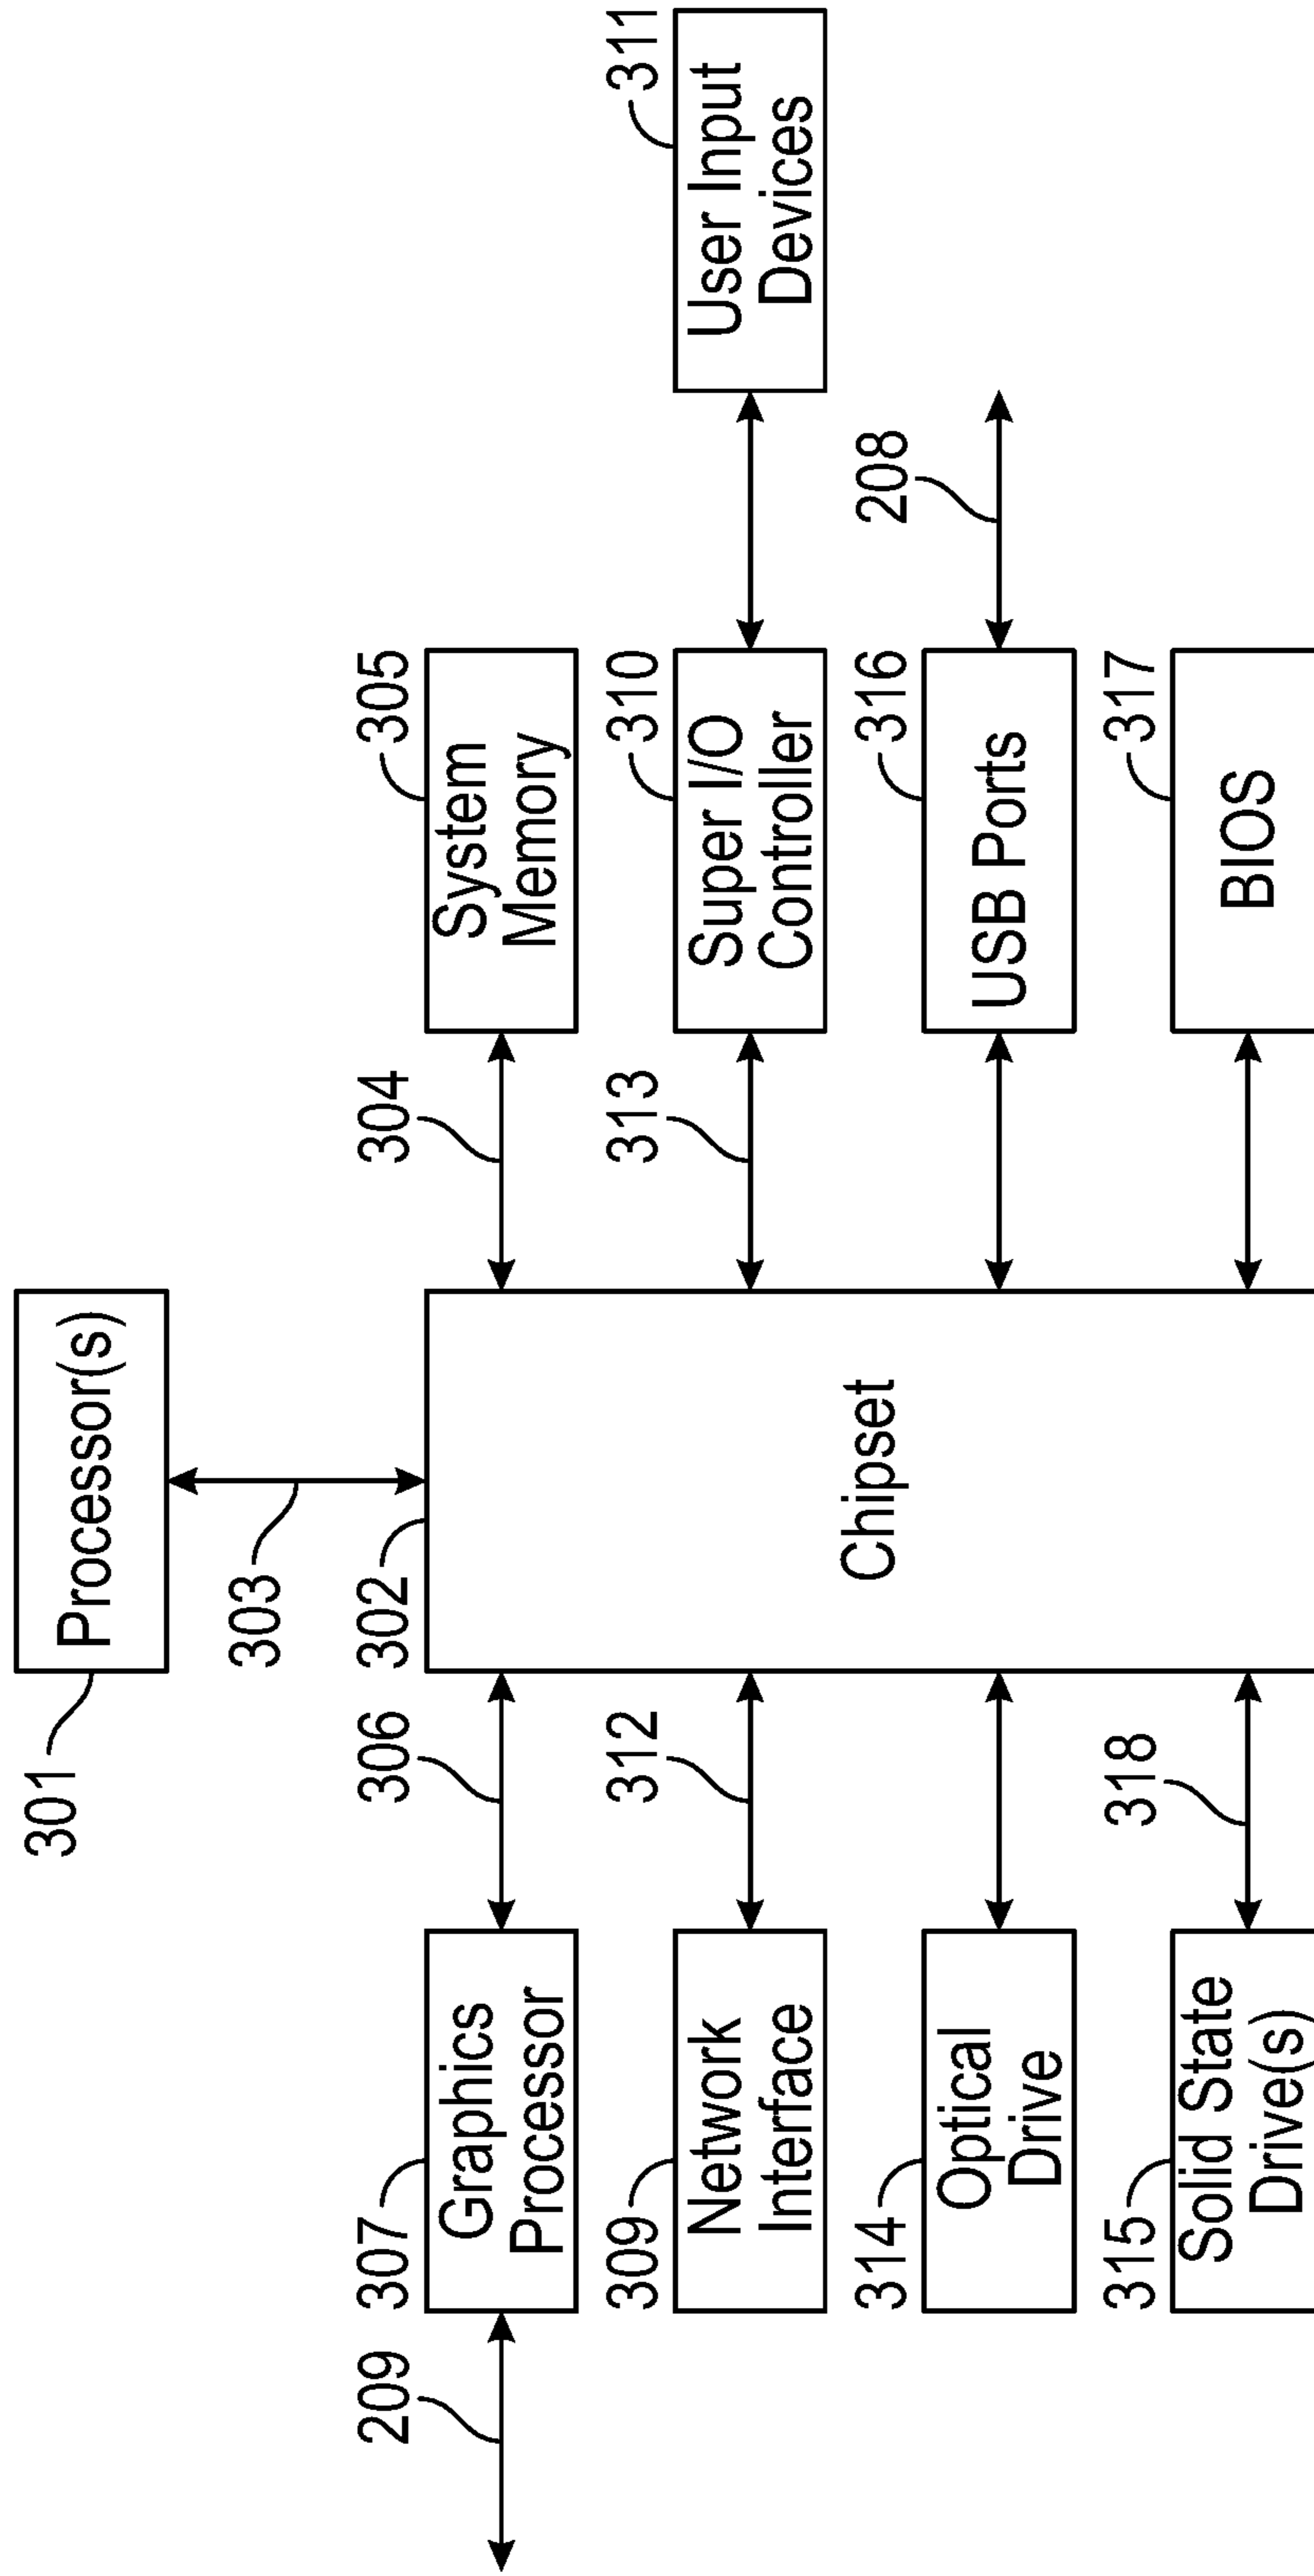 301
Processor(s)
303
302
Chipset
209
307
Graphics
Processor
306
304
305
System
Memory
309
Network
Interface
312
313
310
Super I/O
Controller
311
User Input
Devices
314
Optical
Drive
316
USB Ports
208
315
Solid State
Drive(s)
318
317
BIOS